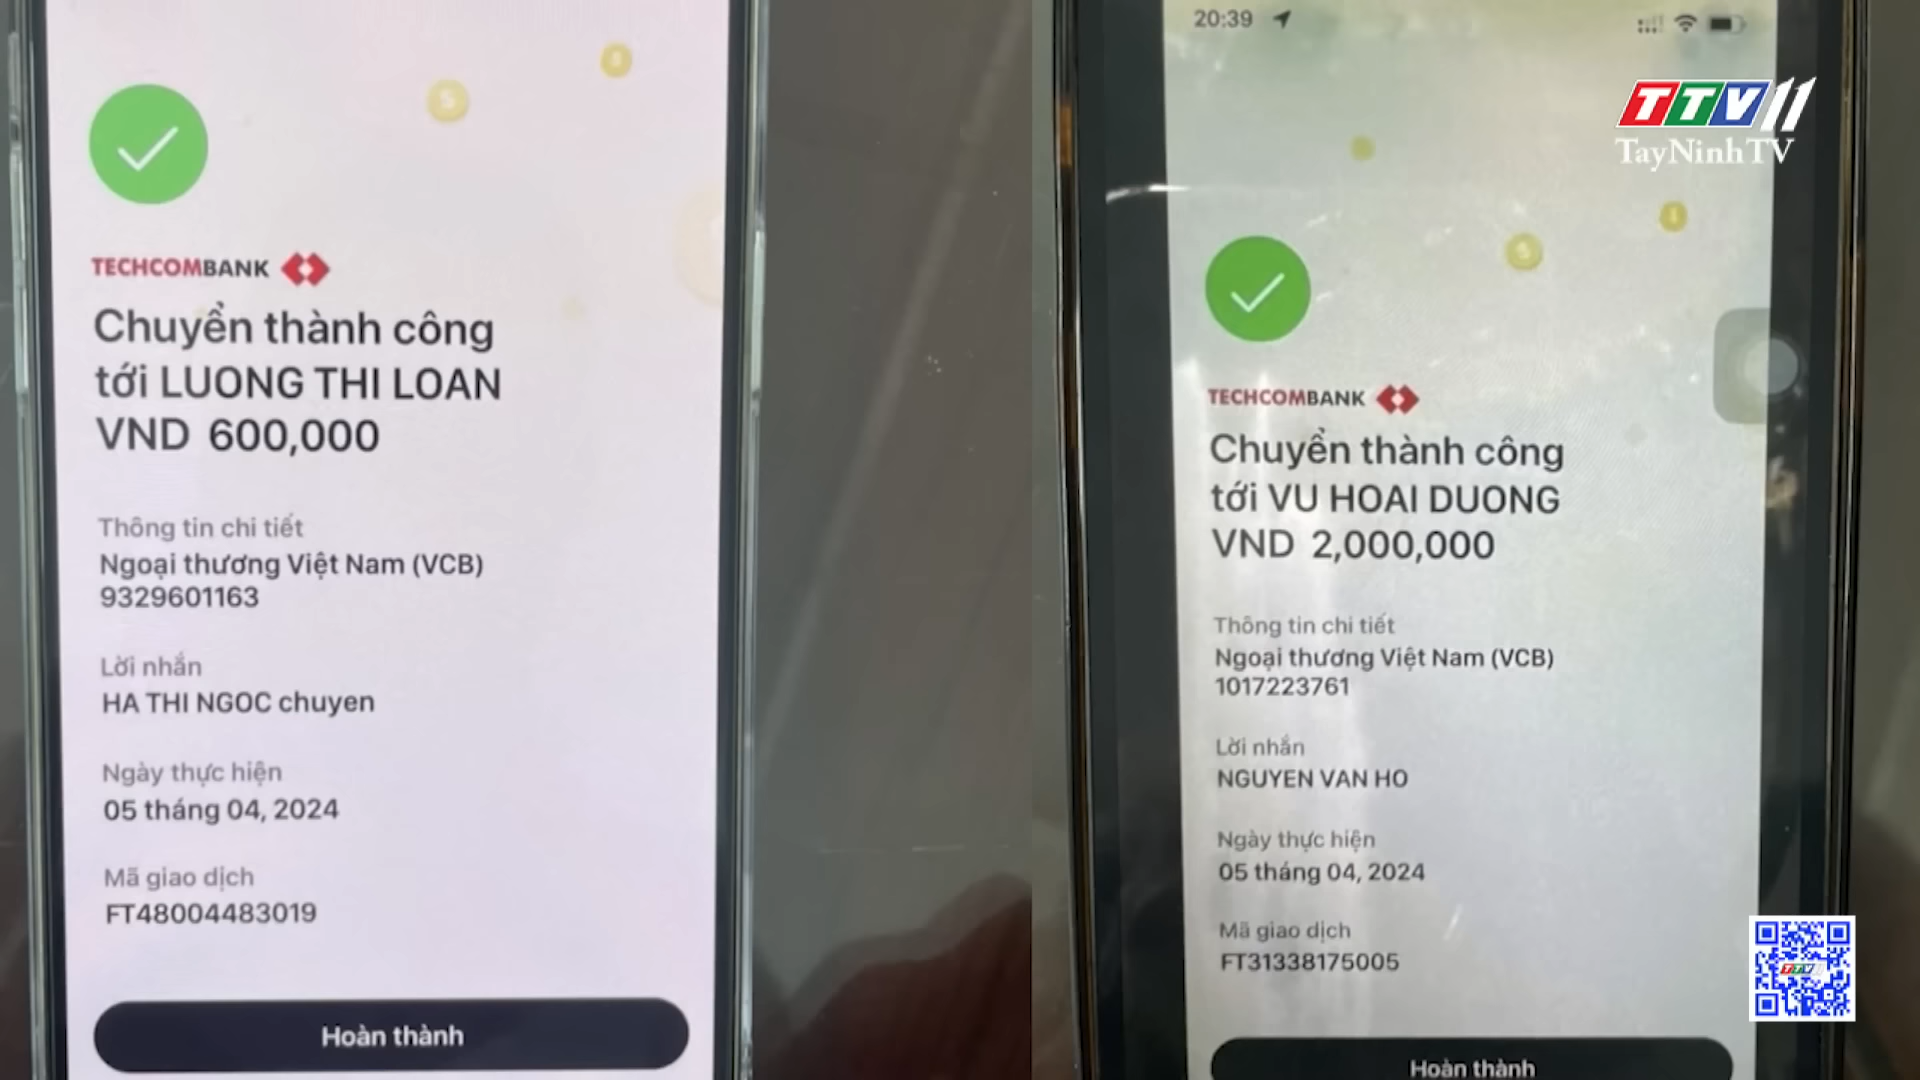 TECHCOMBANK
Chuyển thành công
tới LUONG THI LOAN
VND 600,000
Thông tin chi tiết
Ngoại thương Việt Nam (VCB)
9329601163
Lời nhắn
HA THI NGOC chuyen
Ngày thực hiện
05 tháng 04, 2024
Mã giao dịch
FT48004483019
Hoàn thành
20:39
TECHCOMBANK
Chuyển thành công
tới VU HOAI DUONG
VND 2,000,000
Thông tin chi tiết
Ngoại thương Việt Nam (VCB)
1017223761
Lời nhắn
NGUYEN VAN HO
Ngày thực hiện
05 tháng 04, 2024
Mã giao dịch
FT31338175005
Hoàn thành
TTV11
TayNinhTV
TTV